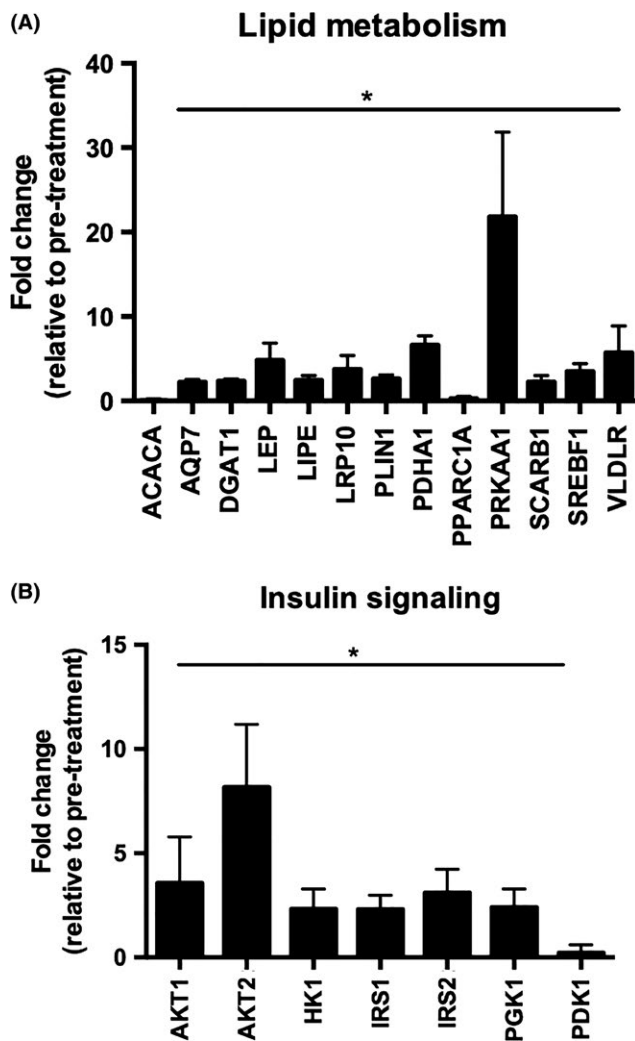 (A)
Lipid metabolism
Fold change
(relative to pre-treatment)
40
30
20
10
0
*
ACACA
AQP7
DGAT1
LEP
LIPE
LRP10
PLIN1
PDHA1
PPARC1A
PRKAA1
SCARB1
SREBF1
VLDLR
(B)
Insulin signaling
Fold change
(relative to pre-treatment)
15
10
5
0
*
AKT1
AKT2
HK1
IRS1
IRS2
PGK1
PDK1